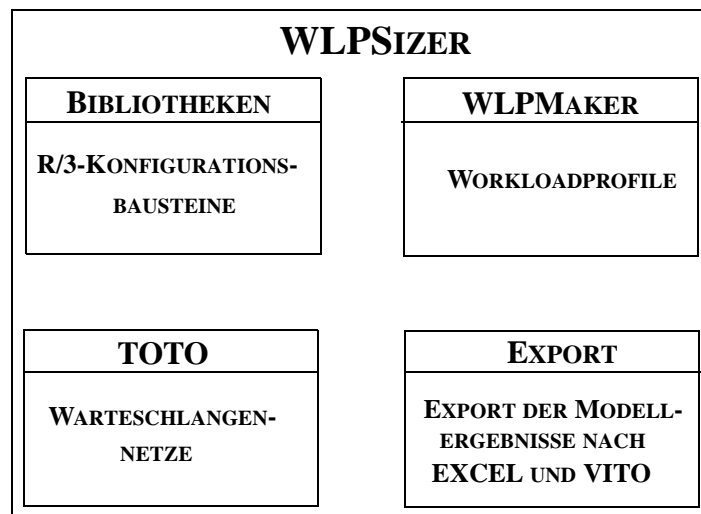 WLPSIZER
BIBLIOTHEKEN
R/3-KONFIGURATIONS-
BAUSTEINE
WLPMAKER
WORKLOADPROFILE
TOTO
WARTESCHLANGEN-
NETZE
EXPORT
EXPORT DER MODELL-
ERGEBNISSE NACH
EXCEL UND VITO